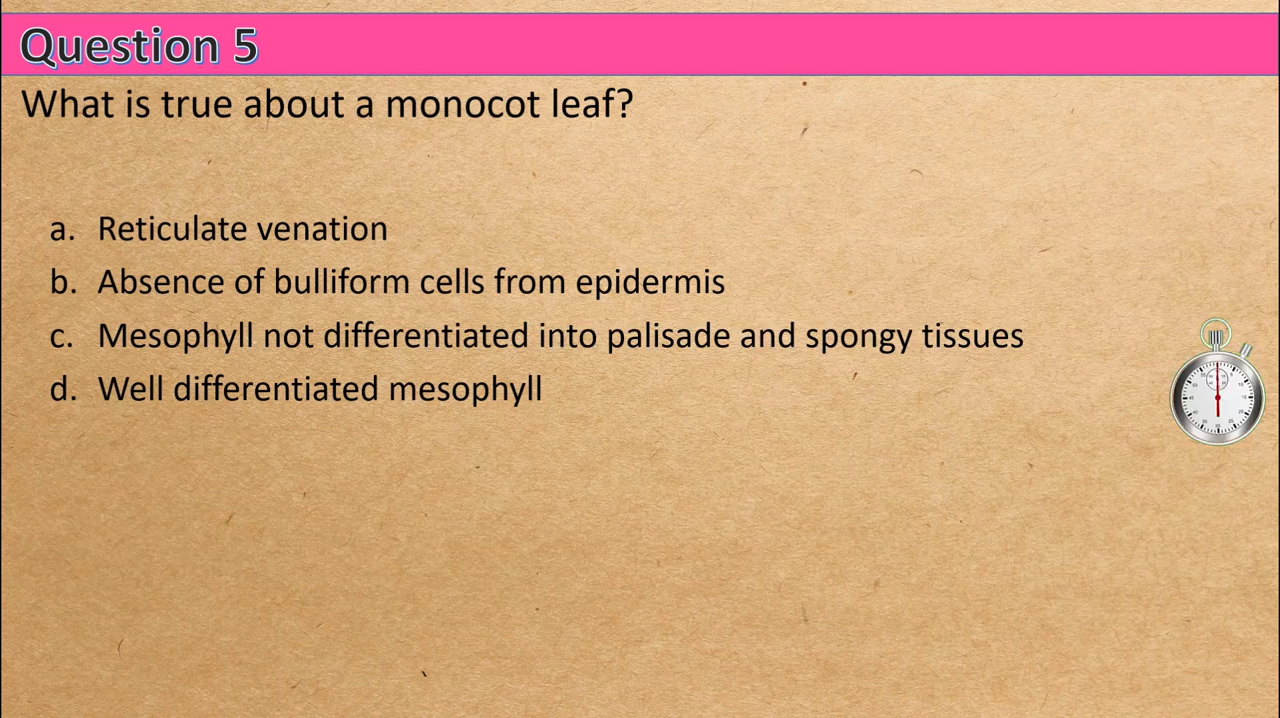 Question 5
What is true about a monocot leaf?
a. Reticulate venation
b. Absence of bulliform cells from epidermis
c. Mesophyll not differentiated into palisade and spongy tissues
d. Well differentiated mesophyll